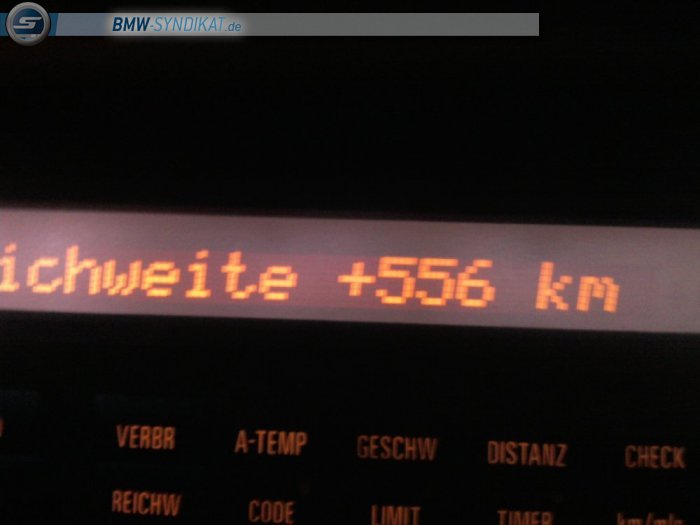 BMW-SYNDIKAT.de
ichweite +556 km
VERBR A-TEMP GESCHW DISTANZ CHECK
REICHW CODE LIMIT TIMER